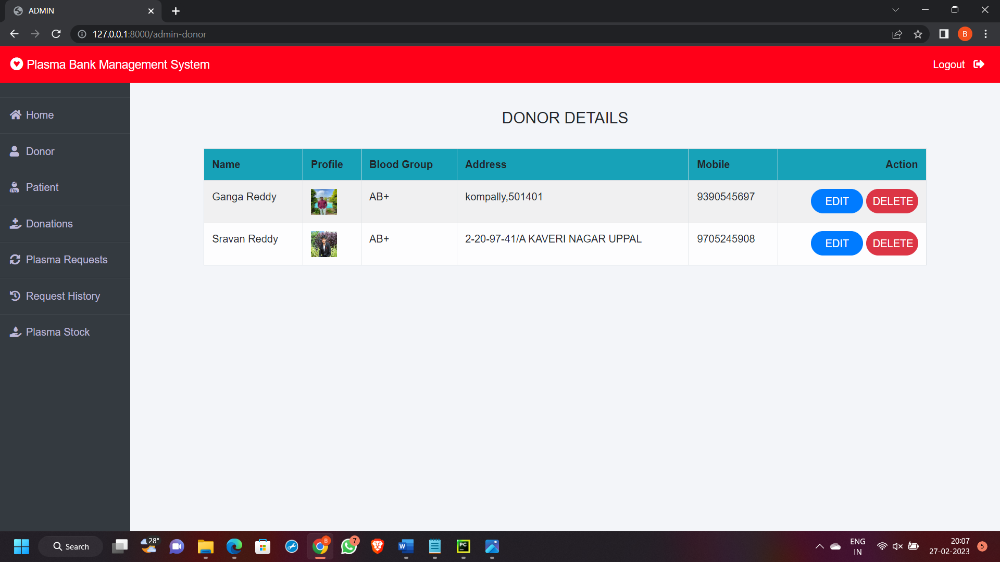 ADMIN
127.0.0.1:8000/admin-donor
B
Plasma Bank Management System
Logout
Home
Donor
Patient
Donations
Plasma Requests
Request History
Plasma Stock
DONOR DETAILS
Name Profile Blood Group Address Mobile Action
Ganga Reddy AB+ kompally,501401 9390545697 EDIT DELETE
Sravan Reddy AB+ 2-20-97-41/A KAVERI NAGAR UPPAL 9705245908 EDIT DELETE
Search
28°
B
7
W
PC
ENG
IN
20:07
27-02-2023
5